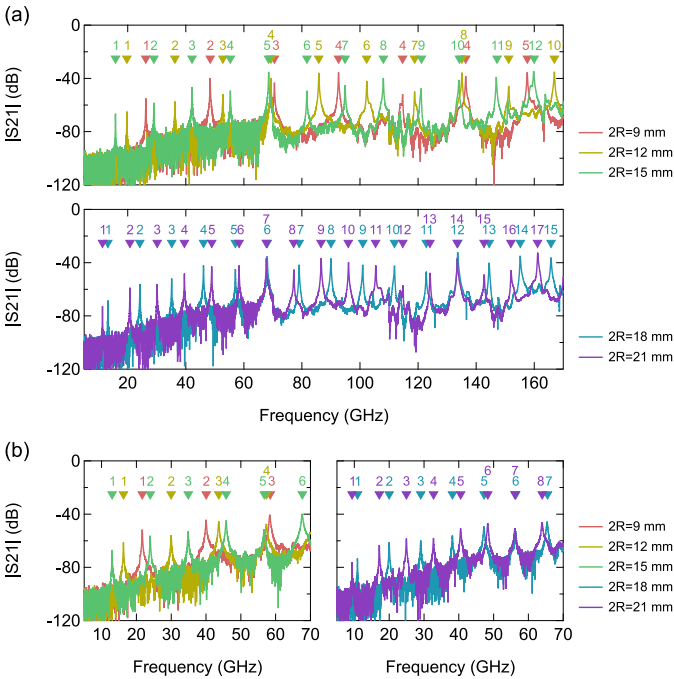 (a)
0
-40
-80
-120
|S21| (dB)
4 8
1 1 1 2 2 2 3 2 3 4 5 3 6 5 4 7 6 8 4 7 9 10 4 11 9 5 12 10
2R=9 mm
2R=12 mm
2R=15 mm
0
-40
-80
-120
|S21| (dB)
7 13 14 15
1 1 2 2 3 3 4 4 5 5 6 6 7 7 9 8 10 9 11 10 12 11 12 13 16 14 17 15
2R=18 mm
2R=21 mm
20 40 60 80 100 120 140 160
Frequency (GHz)
(b)
0
-40
-80
-120
|S21| (dB)
4
1 1 1 2 2 3 2 3 4 5 3 6
10 20 30 40 50 60 70
Frequency (GHz)
6 7
1 1 2 2 3 3 4 4 5 5 6 8 7
10 20 30 40 50 60 70
Frequency (GHz)
2R=9 mm
2R=12 mm
2R=15 mm
2R=18 mm
2R=21 mm